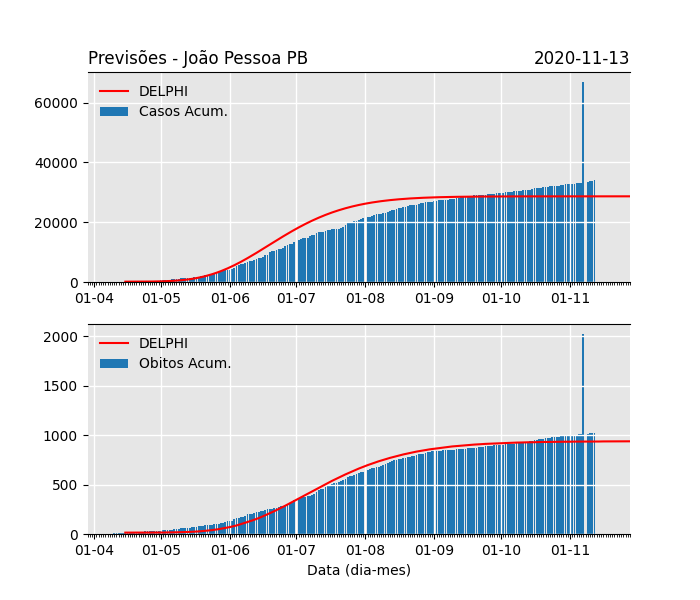 Previsões - João Pessoa PB 2020-11-13
DELPHI
Casos Acum.
60000
40000
20000
0
01-04 01-05 01-06 01-07 01-08 01-09 01-10 01-11
DELPHI
Obitos Acum.
2000
1500
1000
500
0
01-04 01-05 01-06 01-07 01-08 01-09 01-10 01-11
Data (dia-mes)